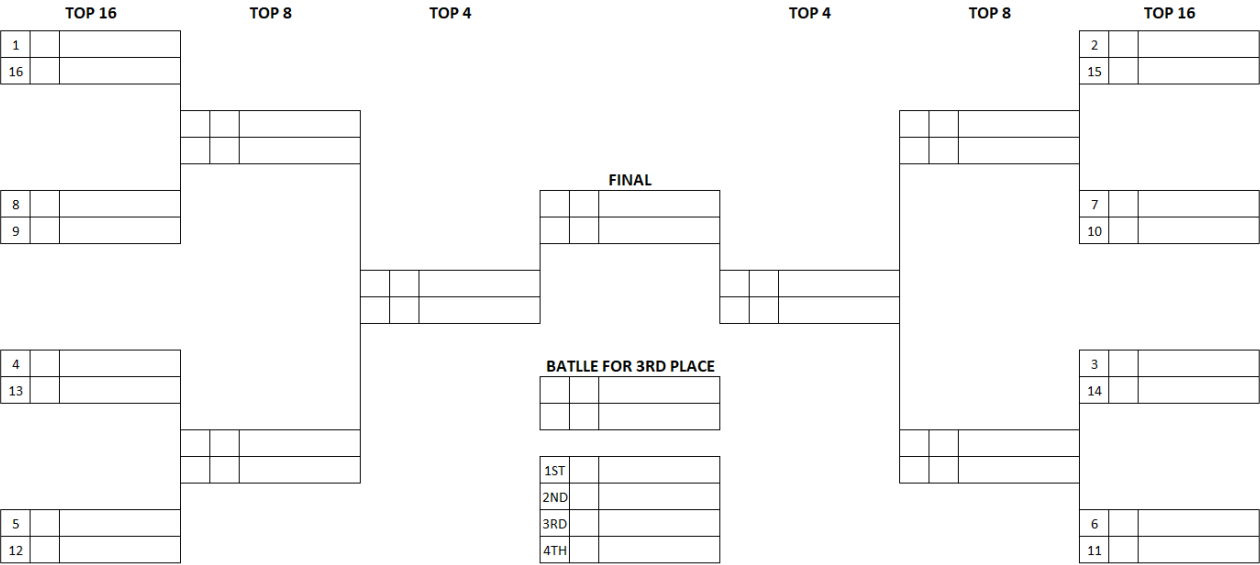 TOP 16 TOP 8 TOP 4 TOP 4 TOP 8 TOP 16
1 2
16 15
FINAL
8 7
9 10
4 3
BATLLE FOR 3RD PLACE
13 14
1ST
2ND
5 3RD 6
12 4TH 11